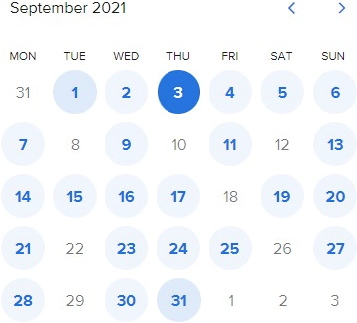 September 2021
MON TUE WED THU FRI SAT SUN
31 1 2 3 4 5 6
7 8 9 10 11 12 13
14 15 16 17 18 19 20
21 22 23 24 25 26 27
28 29 30 31 1 2 3